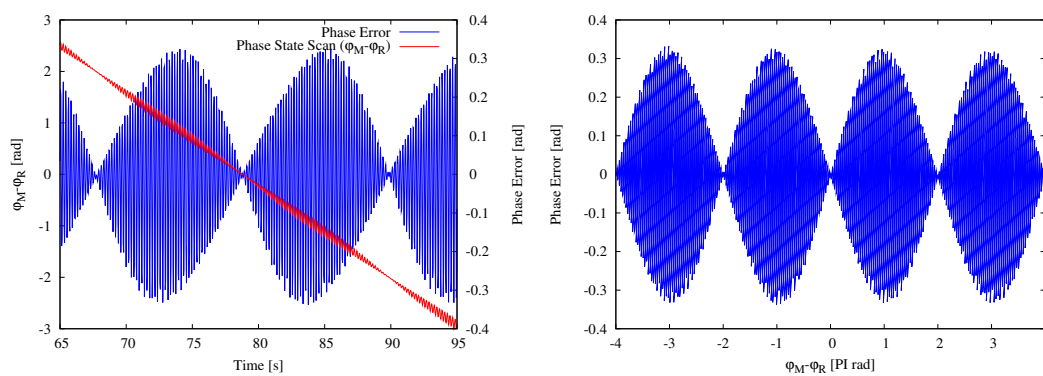 Phase Error
Phase State Scan (φM-φR)
3
2
1
0
-1
-2
-3
0.4
0.3
0.2
0.1
0
-0.1
-0.2
-0.3
-0.4
65 70 75 80 85 90 95
φM-φR [rad]
Phase Error [rad]
Time [s]
0.4
0.3
0.2
0.1
0
-0.1
-0.2
-0.3
-0.4
-4 -3 -2 -1 0 1 2 3
Phase Error [rad]
φM-φR [PI rad]